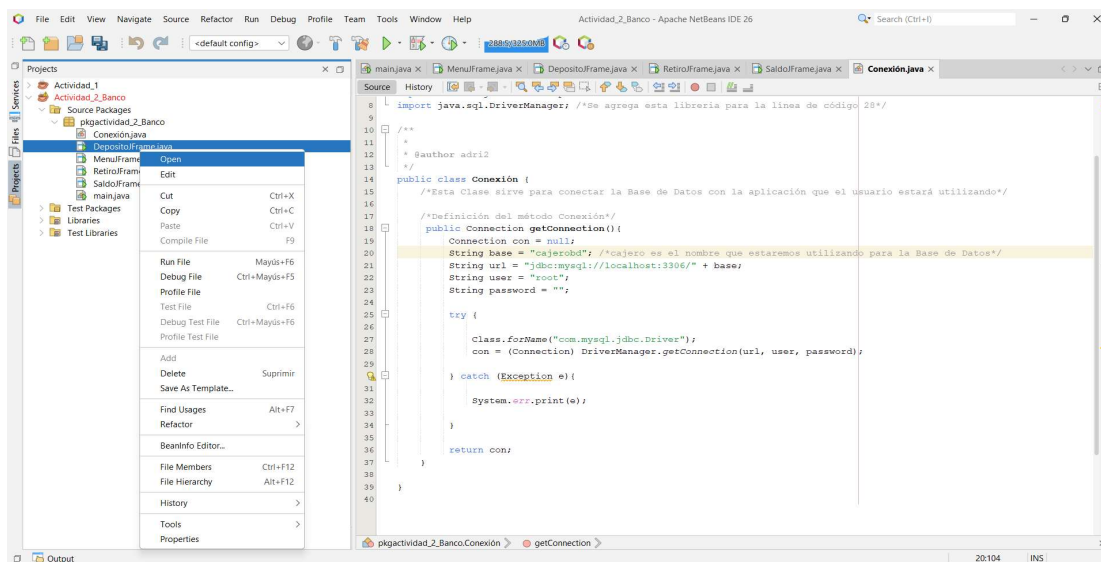 File Edit View Navigate Source Refactor Run Debug Profile Team Tools Window Help
Actividad_2_Banco - Apache NetBeans IDE 26
Search (Ctrl+I)
<default config>
288.5/325.0MB
Projects
Services
Files
Projects
Actividad_1
Actividad_2_Banco
Source Packages
pkgactividad_2_Banco
Conexión.java
DepositoJFrame.java
MenuJFrame
RetiroJFrame
SaldoJFrame
main.java
Test Packages
Libraries
Test Libraries
Open
Edit
Cut Ctrl+X
Copy Ctrl+C
Paste Ctrl+V
Compile File F9
Run File Mayús+F6
Debug File Ctrl+Mayús+F5
Profile File
Test File Ctrl+F6
Debug Test File Ctrl+Mayús+F6
Profile Test File
Add
Delete Suprimir
Save As Template...
Find Usages Alt+F7
Refactor
BeanInfo Editor...
File Members Ctrl+F12
File Hierarchy Alt+F12
History
Tools
Properties
main.java MenuJFrame.java DepositoJFrame.java RetiroJFrame.java SaldoJFrame.java Conexión.java
Source History
8 import java.sql.DriverManager; /*Se agrega esta librería para la línea de código 28*/
9
10 /**
11 *
12 * @author adri2
13 */
14 public class Conexión {
15 /*Esta Clase sirve para conectar la Base de Datos con la aplicación que el usuario estará utilizando*/
16
17 /*Definición del método Conexión*/
18 public Connection getConnection(){
19 Connection con = null;
20 String base = "cajerobd"; /*cajero es el nombre que estaremos utilizando para la Base de Datos*/
21 String url = "jdbc:mysql://localhost:3306/" + base;
22 String user = "root";
23 String password = "";
24
25 try {
26
27 Class.forName("com.mysql.jdbc.Driver");
28 con = (Connection) DriverManager.getConnection(url, user, password);
29
} catch (Exception e){
31
32 System.err.print(e);
33
34 }
35
36 return con;
37 }
38
39 }
40
pkgactividad_2_Banco.Conexión getConnection
Output
20:104 INS